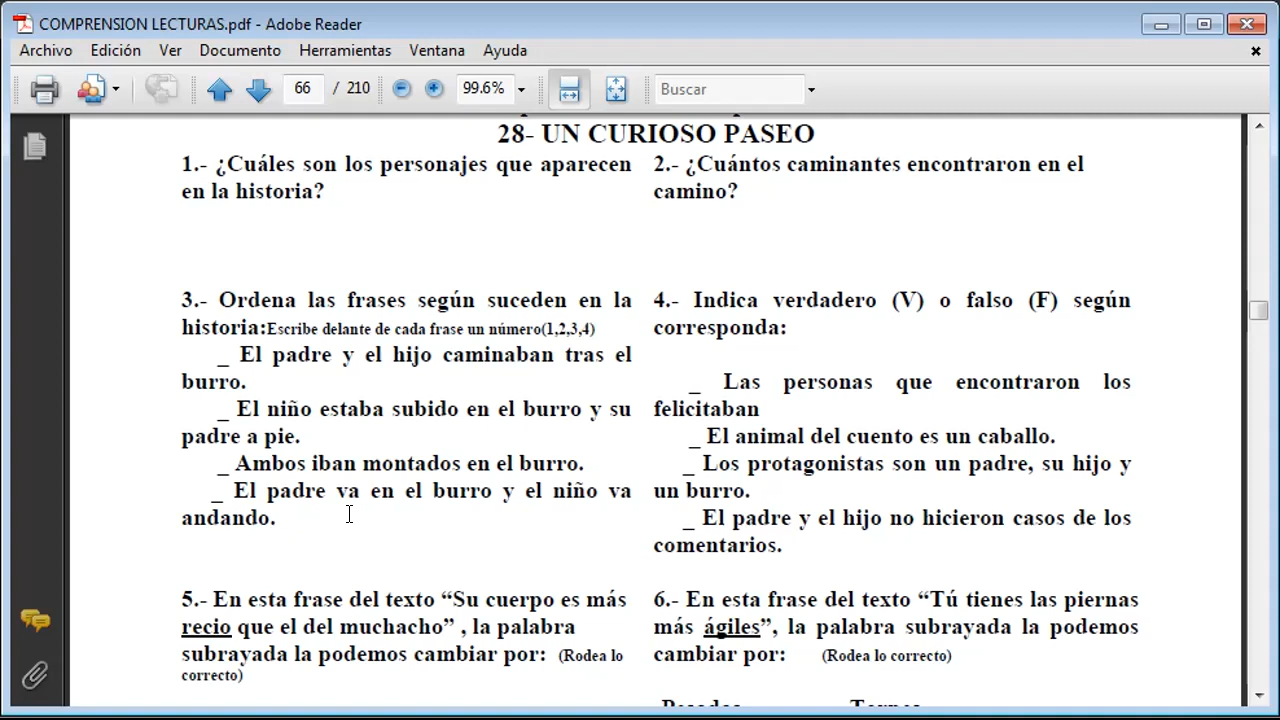 COMPRENSION LECTURAS.pdf - Adobe Reader
Archivo Edición Ver Documento Herramientas Ventana Ayuda
66 / 210 99.6% Buscar
28- UN CURIOSO PASEO
1.- ¿Cuáles son los personajes que aparecen
en la historia?
2.- ¿Cuántos caminantes encontraron en el
camino?
3.- Ordena las frases según suceden en la
historia:Escribe delante de cada frase un número(1,2,3,4)
_ El padre y el hijo caminaban tras el
burro.
_ El niño estaba subido en el burro y su
padre a pie.
_ Ambos iban montados en el burro.
_ El padre va en el burro y el niño va
andando.
4.- Indica verdadero (V) o falso (F) según
corresponda:
_ Las personas que encontraron los
felicitaban
_ El animal del cuento es un caballo.
_ Los protagonistas son un padre, su hijo y
un burro.
_ El padre y el hijo no hicieron casos de los
comentarios.
5.- En esta frase del texto “Su cuerpo es más
recio que el del muchacho” , la palabra
subrayada la podemos cambiar por: (Rodea lo
correcto)
6.- En esta frase del texto “Tú tienes las piernas
más ágiles”, la palabra subrayada la podemos
cambiar por: (Rodea lo correcto)